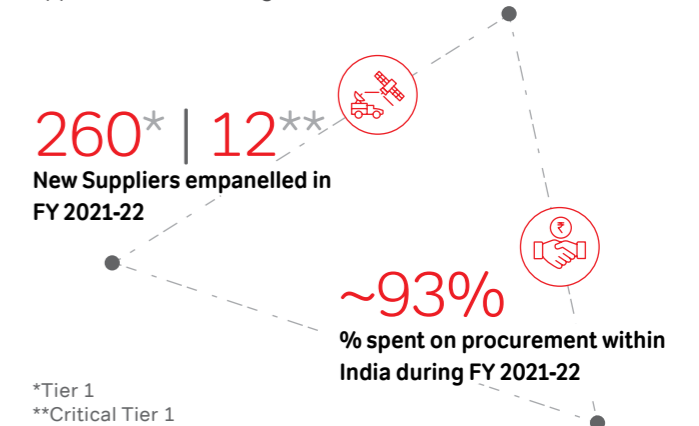 260* | 12**
New Suppliers empanelled in
FY 2021-22
₹
~93%
% spent on procurement within
India during FY 2021-22
*Tier 1
**Critical Tier 1